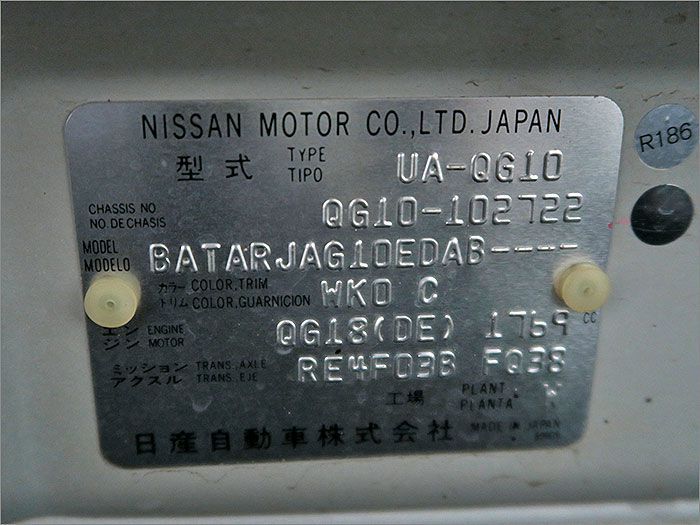 NISSAN MOTOR CO.,LTD. JAPAN
型式 TYPE TIPO UA-QG10
CHASSIS NO NO.DECHASIS QG10-102722
MODEL MODELO BATARJAG10EDAB----
カラー COLOR,TRIM トリム COLOR,GUARNICION WK0 C
エンジン ENGINE MOTOR QG18(DE) 1769 CC
ミッション TRANS.,AXLE アクスル TRANS.,EJE RE4F03B FQ38
工場 PLANT PLANTA W
日産自動車株式会社 MADE IN JAPAN
R186